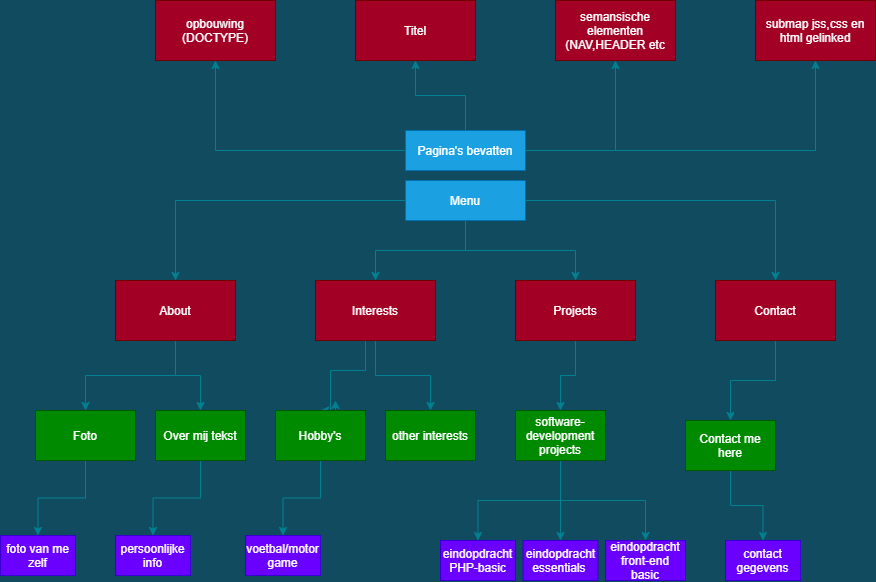 opbouwing
(DOCTYPE)
Titel
semansische
elementen
(NAV,HEADER etc
submap jss,css en
html gelinked
Pagina's bevatten
Menu
About
Interests
Projects
Contact
Foto
Over mij tekst
Hobby's
other interests
software-
development
projects
Contact me
here
foto van me
zelf
persoonlijke
info
voetbal/motor
game
eindopdracht
PHP-basic
eindopdracht
essentials
eindopdracht
front-end
basic
contact
gegevens